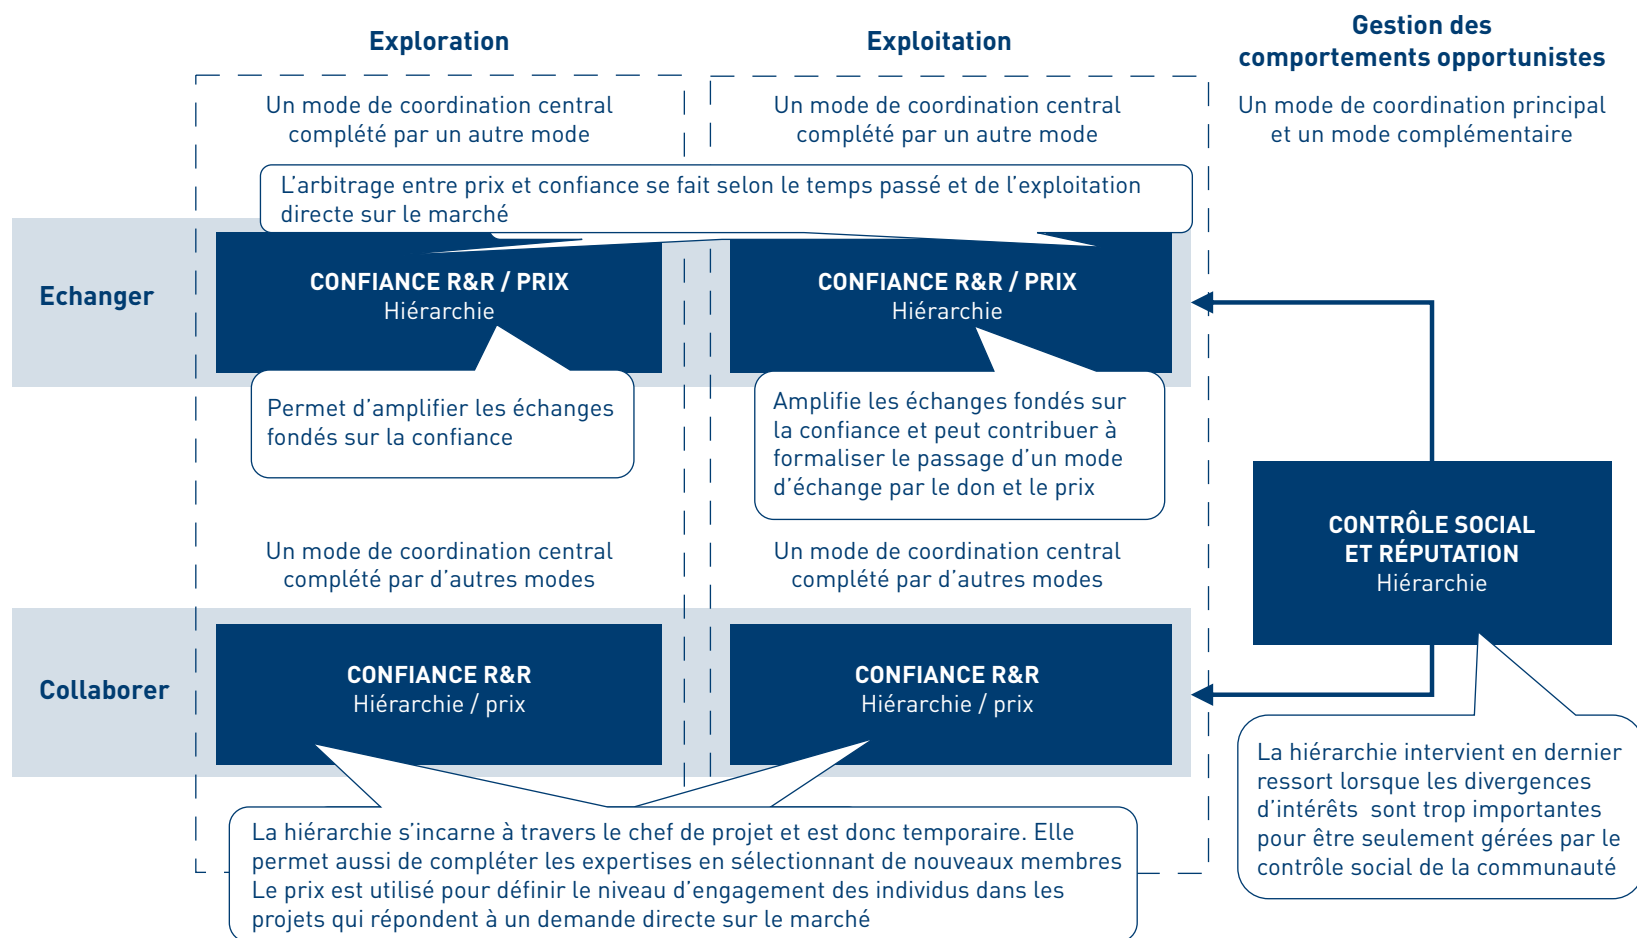 Exploration
Exploitation
Gestion des
comportements opportunistes
Un mode de coordination central
complété par un autre mode
Un mode de coordination central
complété par un autre mode
Un mode de coordination principal
et un mode complémentaire
L'arbitrage entre prix et confiance se fait selon le temps passé et de l'exploitation
directe sur le marché
Echanger
CONFIANCE R&R / PRIX
Hiérarchie
CONFIANCE R&R / PRIX
Hiérarchie
Permet d'amplifier les échanges
fondés sur la confiance
Amplifie les échanges fondés sur
la confiance et peut contribuer à
formaliser le passage d'un mode
d'échange par le don et le prix
CONTRÔLE SOCIAL
ET RÉPUTATION
Hiérarchie
Un mode de coordination central
complété par d'autres modes
Un mode de coordination central
complété par d'autres modes
Collaborer
CONFIANCE R&R
Hiérarchie / prix
CONFIANCE R&R
Hiérarchie / prix
La hiérarchie intervient en dernier
ressort lorsque les divergences
d'intérêts sont trop importantes
pour être seulement gérées par le
contrôle social de la communauté
La hiérarchie s'incarne à travers le chef de projet et est donc temporaire. Elle
permet aussi de compléter les expertises en sélectionnant de nouveaux membres
Le prix est utilisé pour définir le niveau d'engagement des individus dans les
projets qui répondent à un demande directe sur le marché